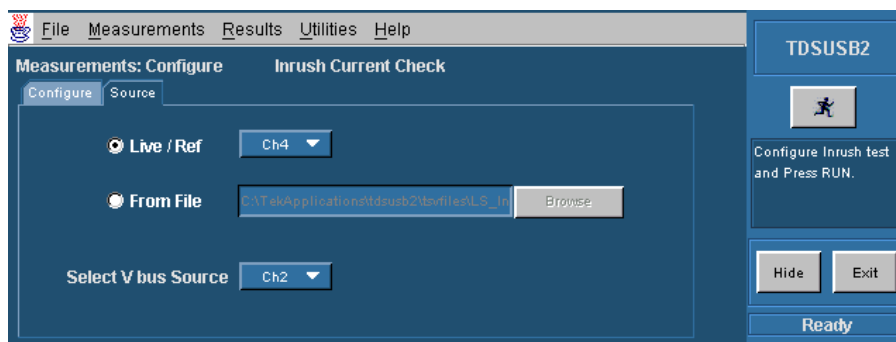 File Measurements Results Utilities Help
Measurements: Configure Inrush Current Check
Configure Source
Live / Ref Ch4
From File C:\TekApplications\tdsusb2\tsvfiles\LS_In Browse
Select V bus Source Ch2
TDSUSB2
Configure Inrush test
and Press RUN.
Hide Exit
Ready